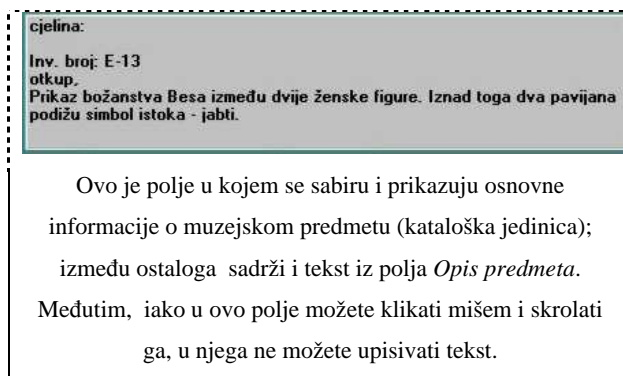 cjelina:
Inv. broj: E-13
otkup,
Prikaz božanstva Besa između dvije ženske figure. Iznad toga dva pavijana
podižu simbol istoka - jabti.
Ovo je polje u kojem se sabiru i prikazuju osnovne
informacije o muzejskom predmetu (kataloška jedinica);
između ostaloga sadrži i tekst iz polja Opis predmeta.
Međutim, iako u ovo polje možete klikati mišem i skrolati
ga, u njega ne možete upisivati tekst.